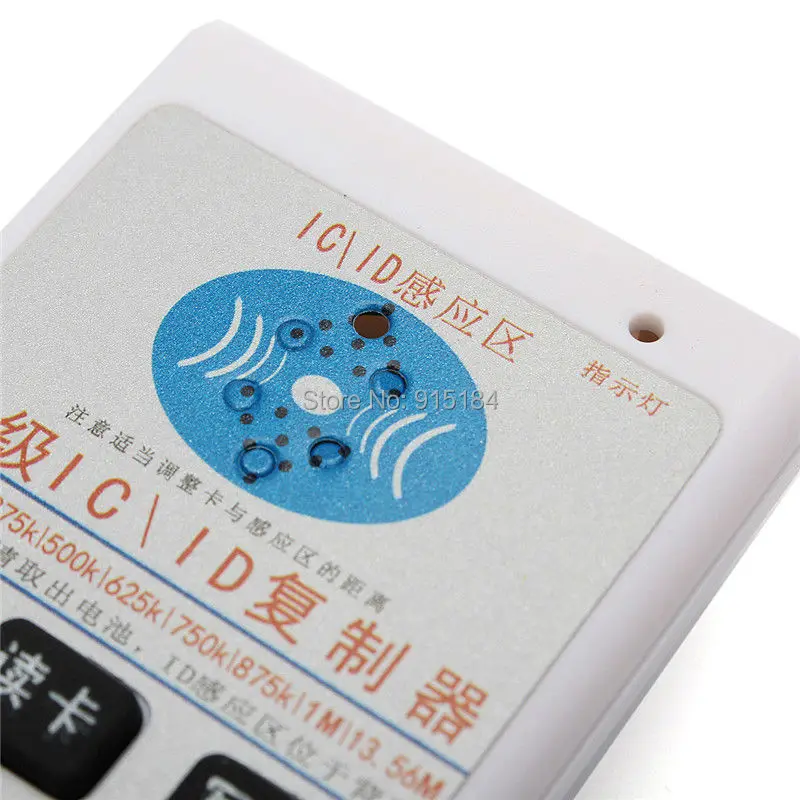 IC\ID感应区
指示灯
Store No: 915184
注意适当调整卡与感应区的距离
级IC\ID复制器
375k|500k|625k|750k|875k|1M|13.56M
请取出电池，ID感应区位于背
读卡